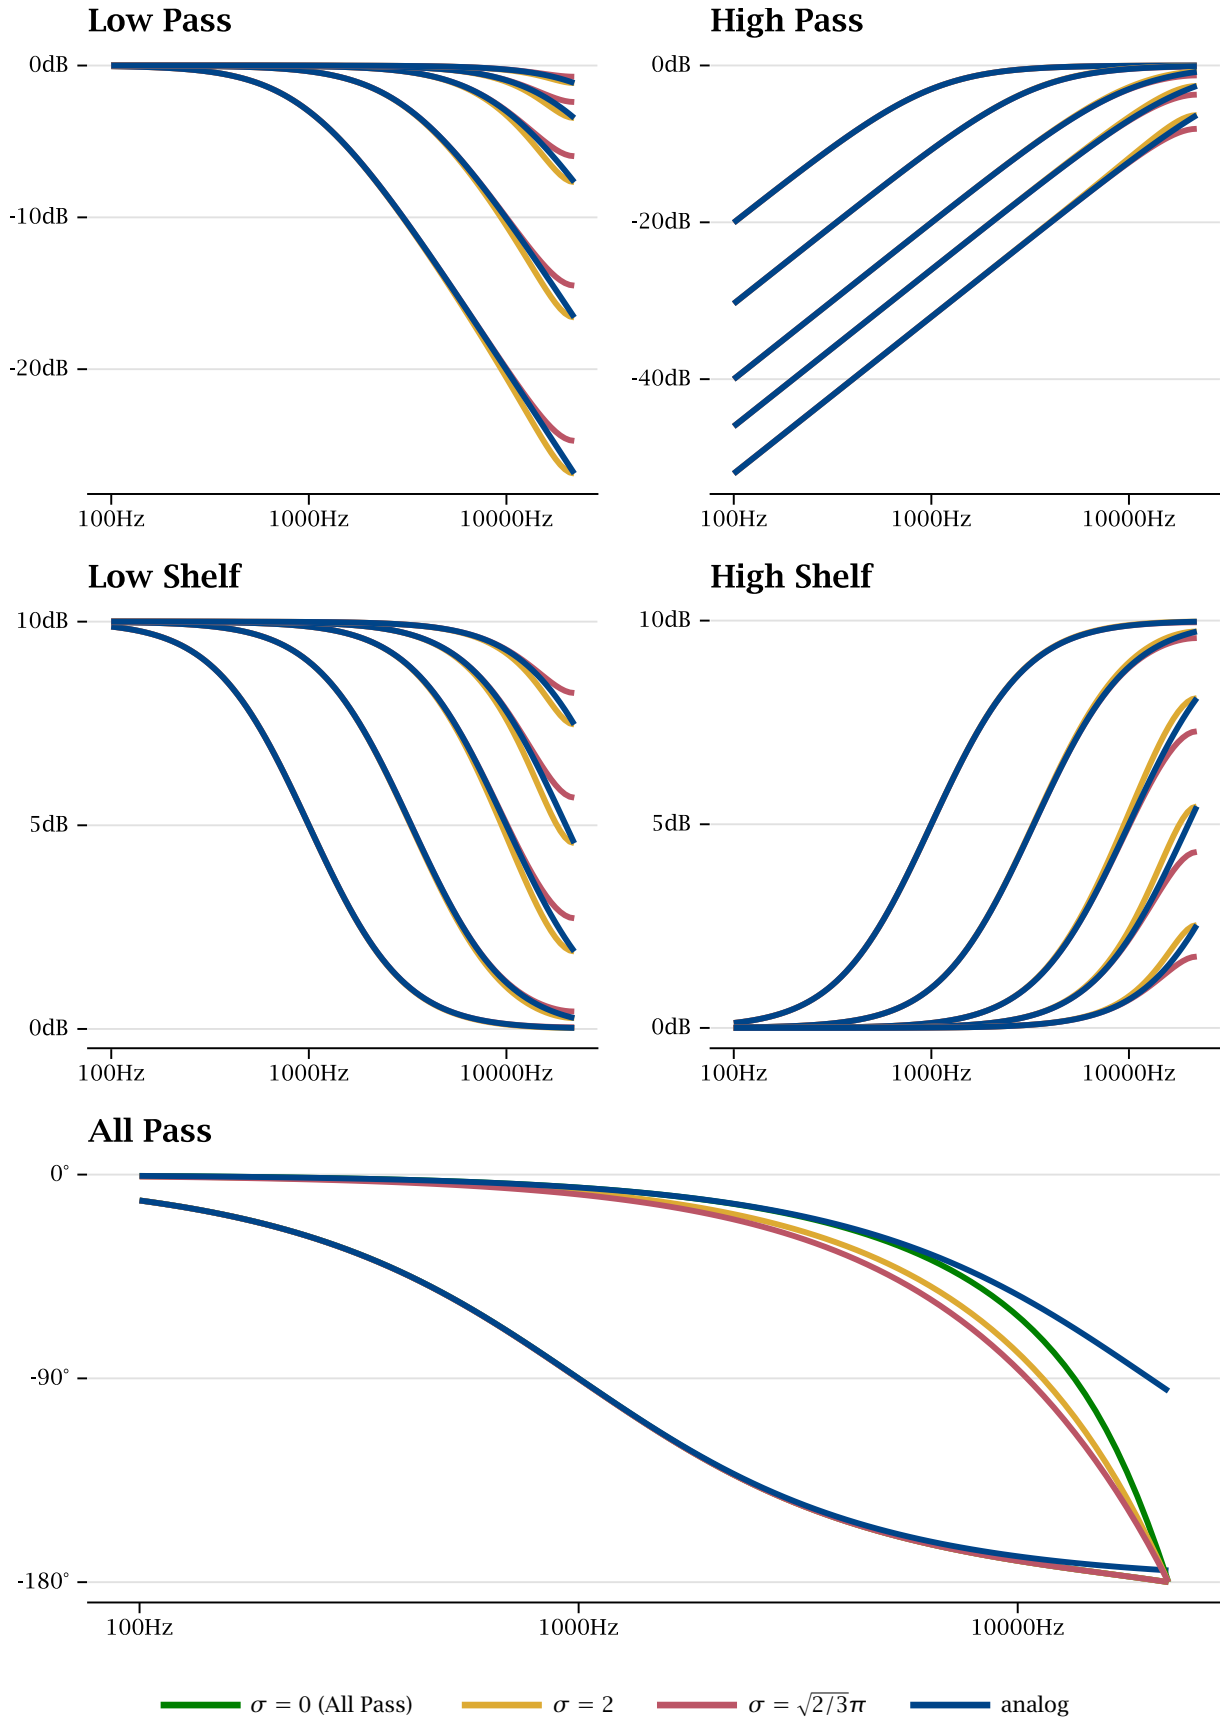 Low Pass
High Pass
0dB
-10dB
-20dB
100Hz 1000Hz 10000Hz
0dB
-20dB
-40dB
100Hz 1000Hz 10000Hz
Low Shelf
High Shelf
10dB
5dB
0dB
100Hz 1000Hz 10000Hz
10dB
5dB
0dB
100Hz 1000Hz 10000Hz
All Pass
0°
-90°
-180°
100Hz 1000Hz 10000Hz
σ = 0 (All Pass) σ = 2 σ = √2/3π analog